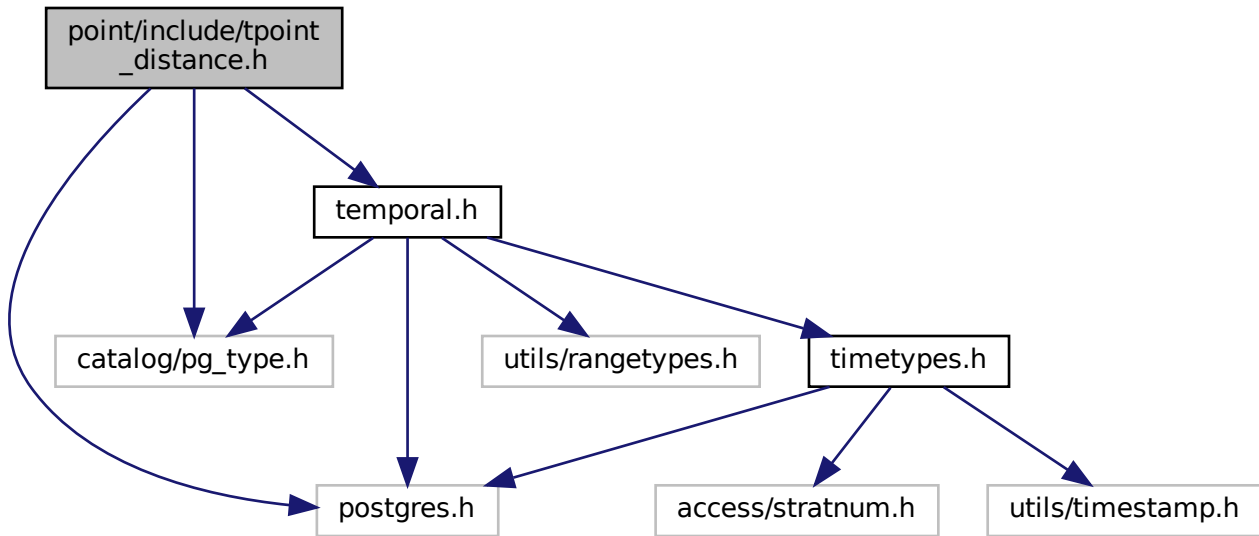 point/include/tpoint
_distance.h
temporal.h
catalog/pg_type.h
utils/rangetypes.h
timetypes.h
postgres.h
access/stratnum.h
utils/timestamp.h